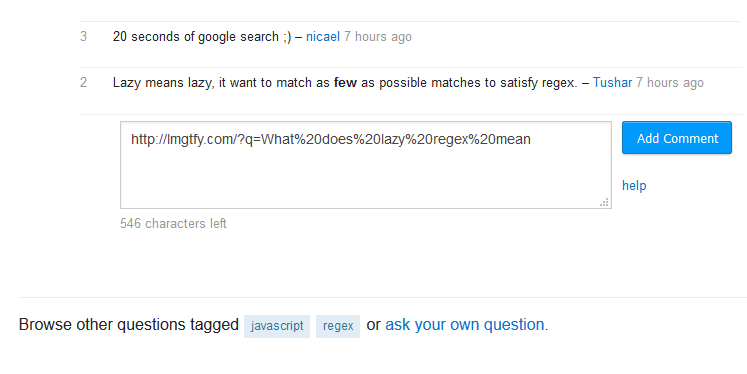 3 20 seconds of google search ;) – nicael 7 hours ago
2 Lazy means lazy, it want to match as few as possible matches to satisfy regex. – Tushar 7 hours ago
http://lmgtfy.com/?q=What%20does%20lazy%20regex%20mean
Add Comment
help
546 characters left
Browse other questions tagged javascript regex or ask your own question.